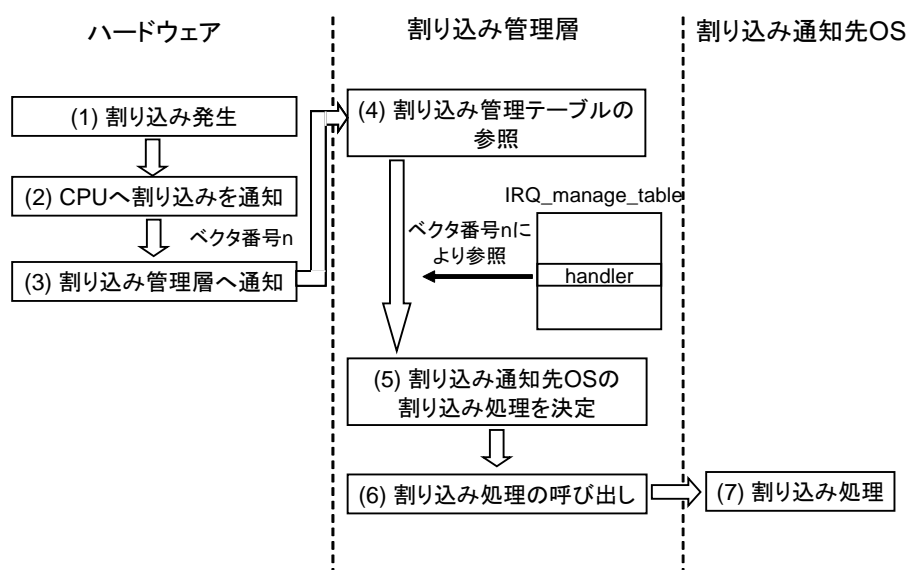 ハードウェア
割り込み管理層
割り込み通知先OS
(1) 割り込み発生
(2) CPUへ割り込みを通知
ベクタ番号n
(3) 割り込み管理層へ通知
(4) 割り込み管理テーブルの
参照
IRQ_manage_table
ベクタ番号nに
より参照
handler
(5) 割り込み通知先OSの
割り込み処理を決定
(6) 割り込み処理の呼び出し
(7) 割り込み処理